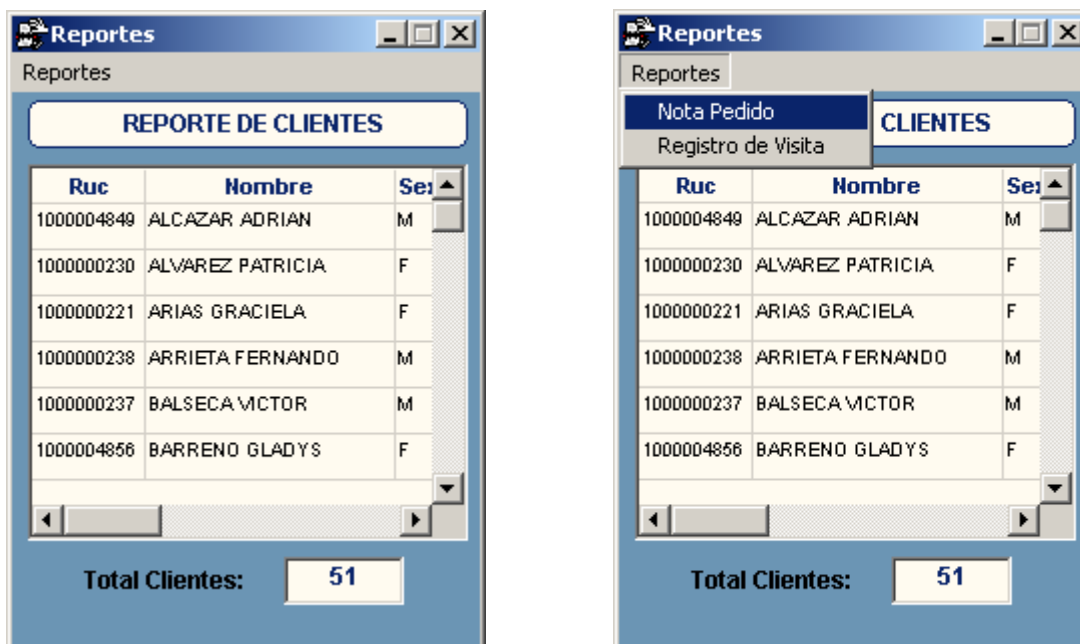 Reportes
Reportes
REPORTE DE CLIENTES
Ruc Nombre Se
1000004849 ALCAZAR ADRIAN M
1000000230 ALVAREZ PATRICIA F
1000000221 ARIAS GRACIELA F
1000000238 ARRIETA FERNANDO M
1000000237 BALSECA VICTOR M
1000004856 BARRENO GLADYS F
Total Clientes: 51
Reportes
Reportes
Nota Pedido
Registro de Visita
CLIENTES
Ruc Nombre Se
1000004849 ALCAZAR ADRIAN M
1000000230 ALVAREZ PATRICIA F
1000000221 ARIAS GRACIELA F
1000000238 ARRIETA FERNANDO M
1000000237 BALSECA VICTOR M
1000004856 BARRENO GLADYS F
Total Clientes: 51